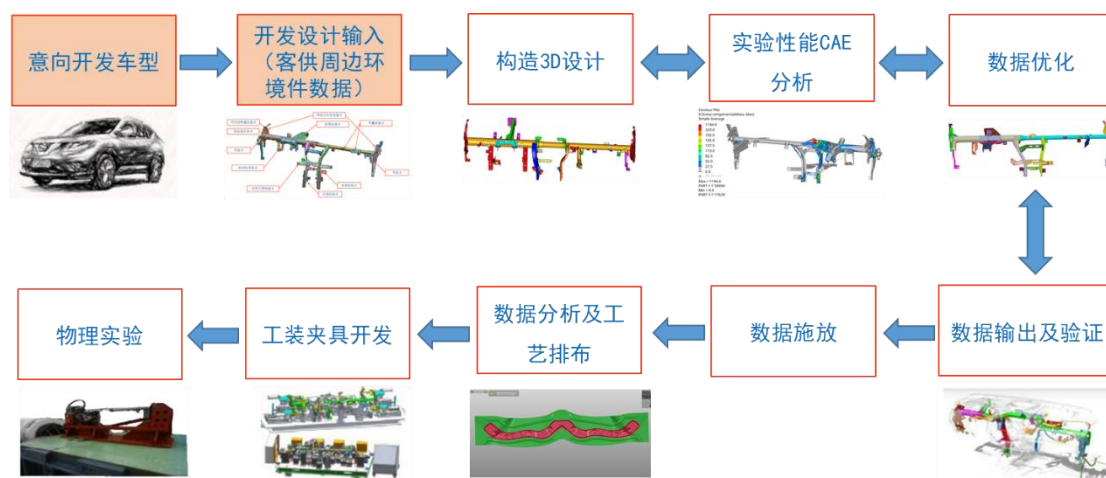 意向开发车型
开发设计输入
（客供周边环
境件数据）
构造3D设计
实验性能CAE
分析
数据优化
物理实验
工装夹具开发
数据分析及工
艺排布
数据施放
数据输出及验证